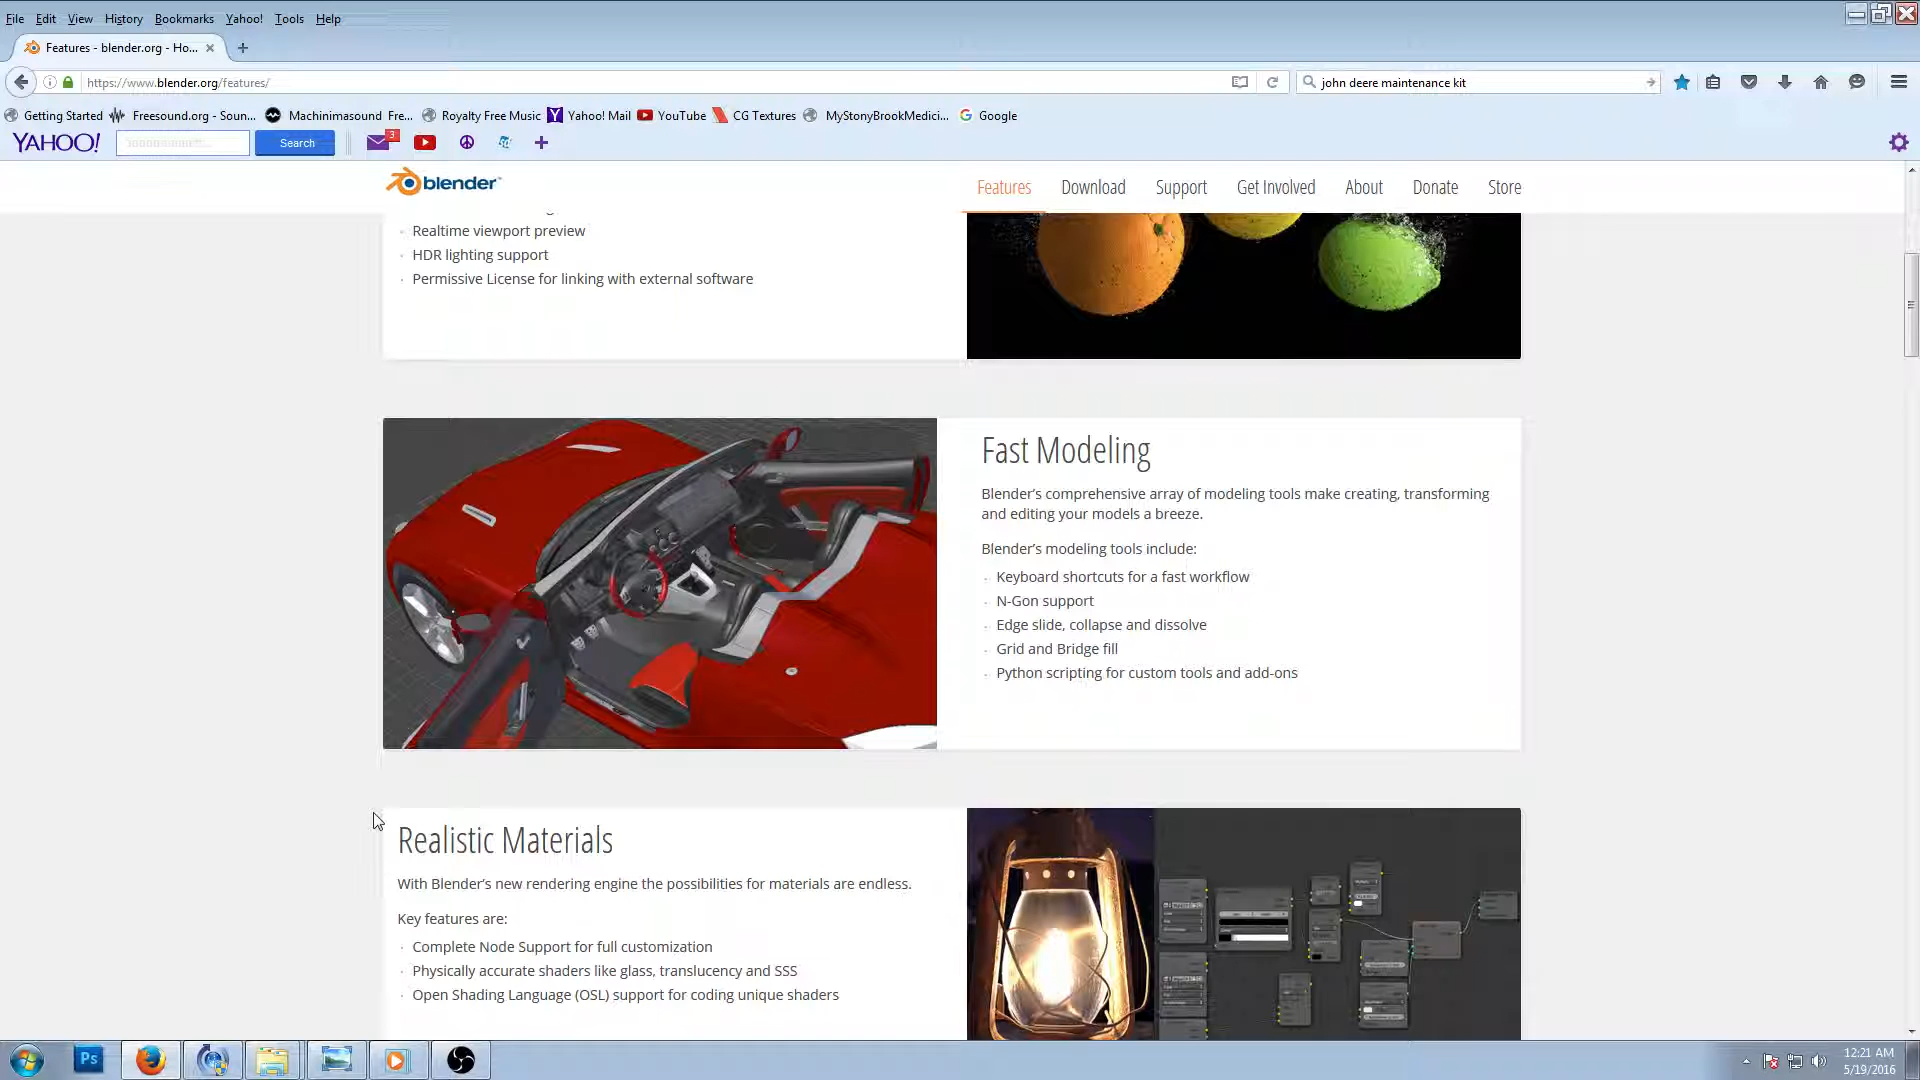 File Edit View History Bookmarks Yahoo! Tools Help
Features - blender.org - Ho...
https://www.blender.org/features/
john deere maintenance kit
Getting Started Freesound.org - Soun... Machinimasound Fre... Royalty Free Music Yahoo! Mail YouTube CG Textures MyStonyBrookMedici... Google
YAHOO! Search 3
blender
Features Download Support Get Involved About Donate Store
Realtime viewport preview
HDR lighting support
Permissive License for linking with external software
Fast Modeling
Blender’s comprehensive array of modeling tools make creating, transforming
and editing your models a breeze.
Blender’s modeling tools include:
Keyboard shortcuts for a fast workflow
N-Gon support
Edge slide, collapse and dissolve
Grid and Bridge fill
Python scripting for custom tools and add-ons
Realistic Materials
With Blender’s new rendering engine the possibilities for materials are endless.
Key features are:
Complete Node Support for full customization
Physically accurate shaders like glass, translucency and SSS
Open Shading Language (OSL) support for coding unique shaders
Ps
12:21 AM
5/19/2016